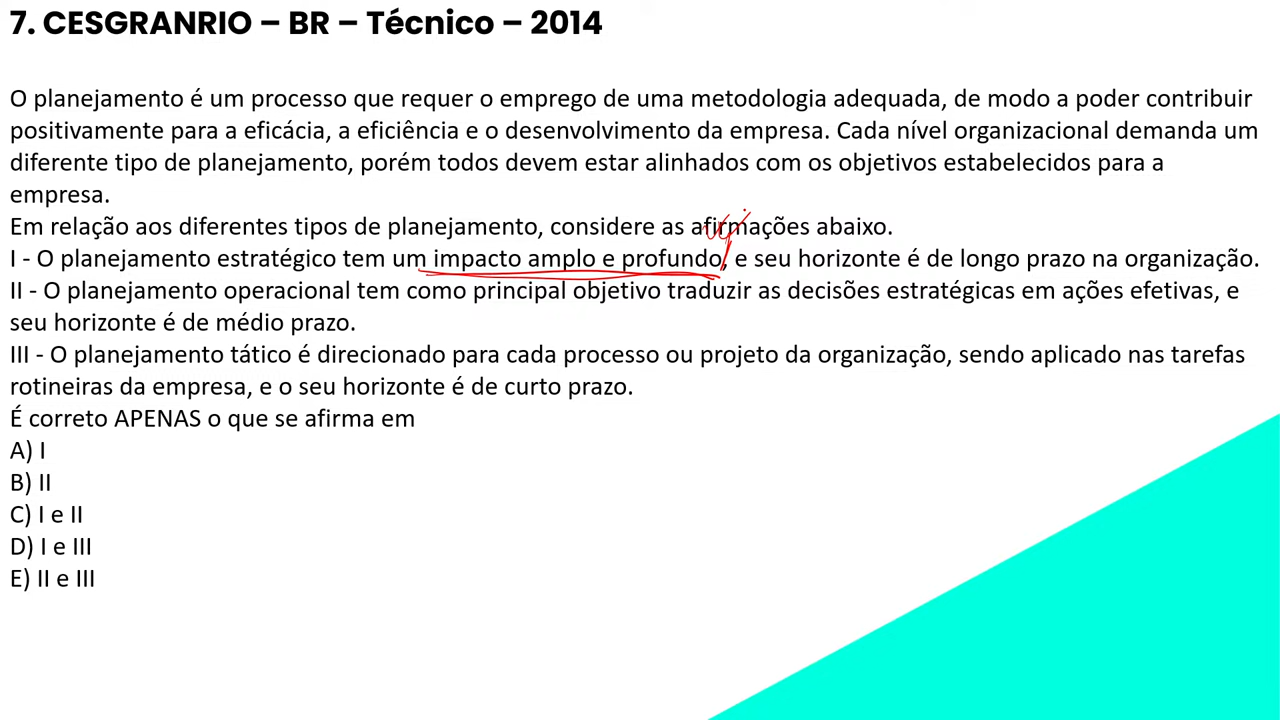 7. CESGRANRIO – BR – Técnico – 2014
O planejamento é um processo que requer o emprego de uma metodologia adequada, de modo a poder contribuir
positivamente para a eficácia, a eficiência e o desenvolvimento da empresa. Cada nível organizacional demanda um
diferente tipo de planejamento, porém todos devem estar alinhados com os objetivos estabelecidos para a
empresa.
Em relação aos diferentes tipos de planejamento, considere as afirmações abaixo.
I - O planejamento estratégico tem um impacto amplo e profundo, e seu horizonte é de longo prazo na organização.
II - O planejamento operacional tem como principal objetivo traduzir as decisões estratégicas em ações efetivas, e
seu horizonte é de médio prazo.
III - O planejamento tático é direcionado para cada processo ou projeto da organização, sendo aplicado nas tarefas
rotineiras da empresa, e o seu horizonte é de curto prazo.
É correto APENAS o que se afirma em
A) I
B) II
C) I e II
D) I e III
E) II e III